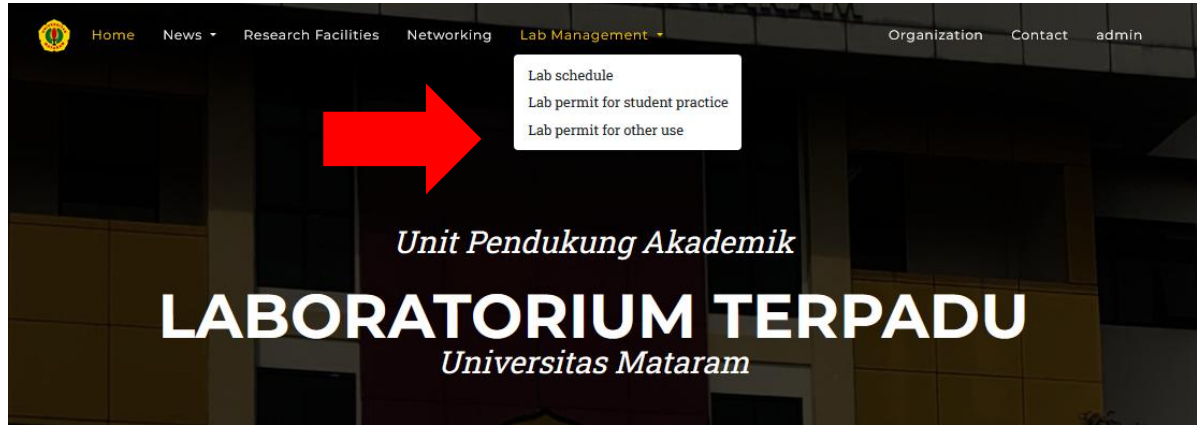 Home News Research Facilities Networking Lab Management Organization Contact admin
Lab schedule
Lab permit for student practice
Lab permit for other use
Unit Pendukung Akademik
LABORATORIUM TERPADU
Universitas Mataram